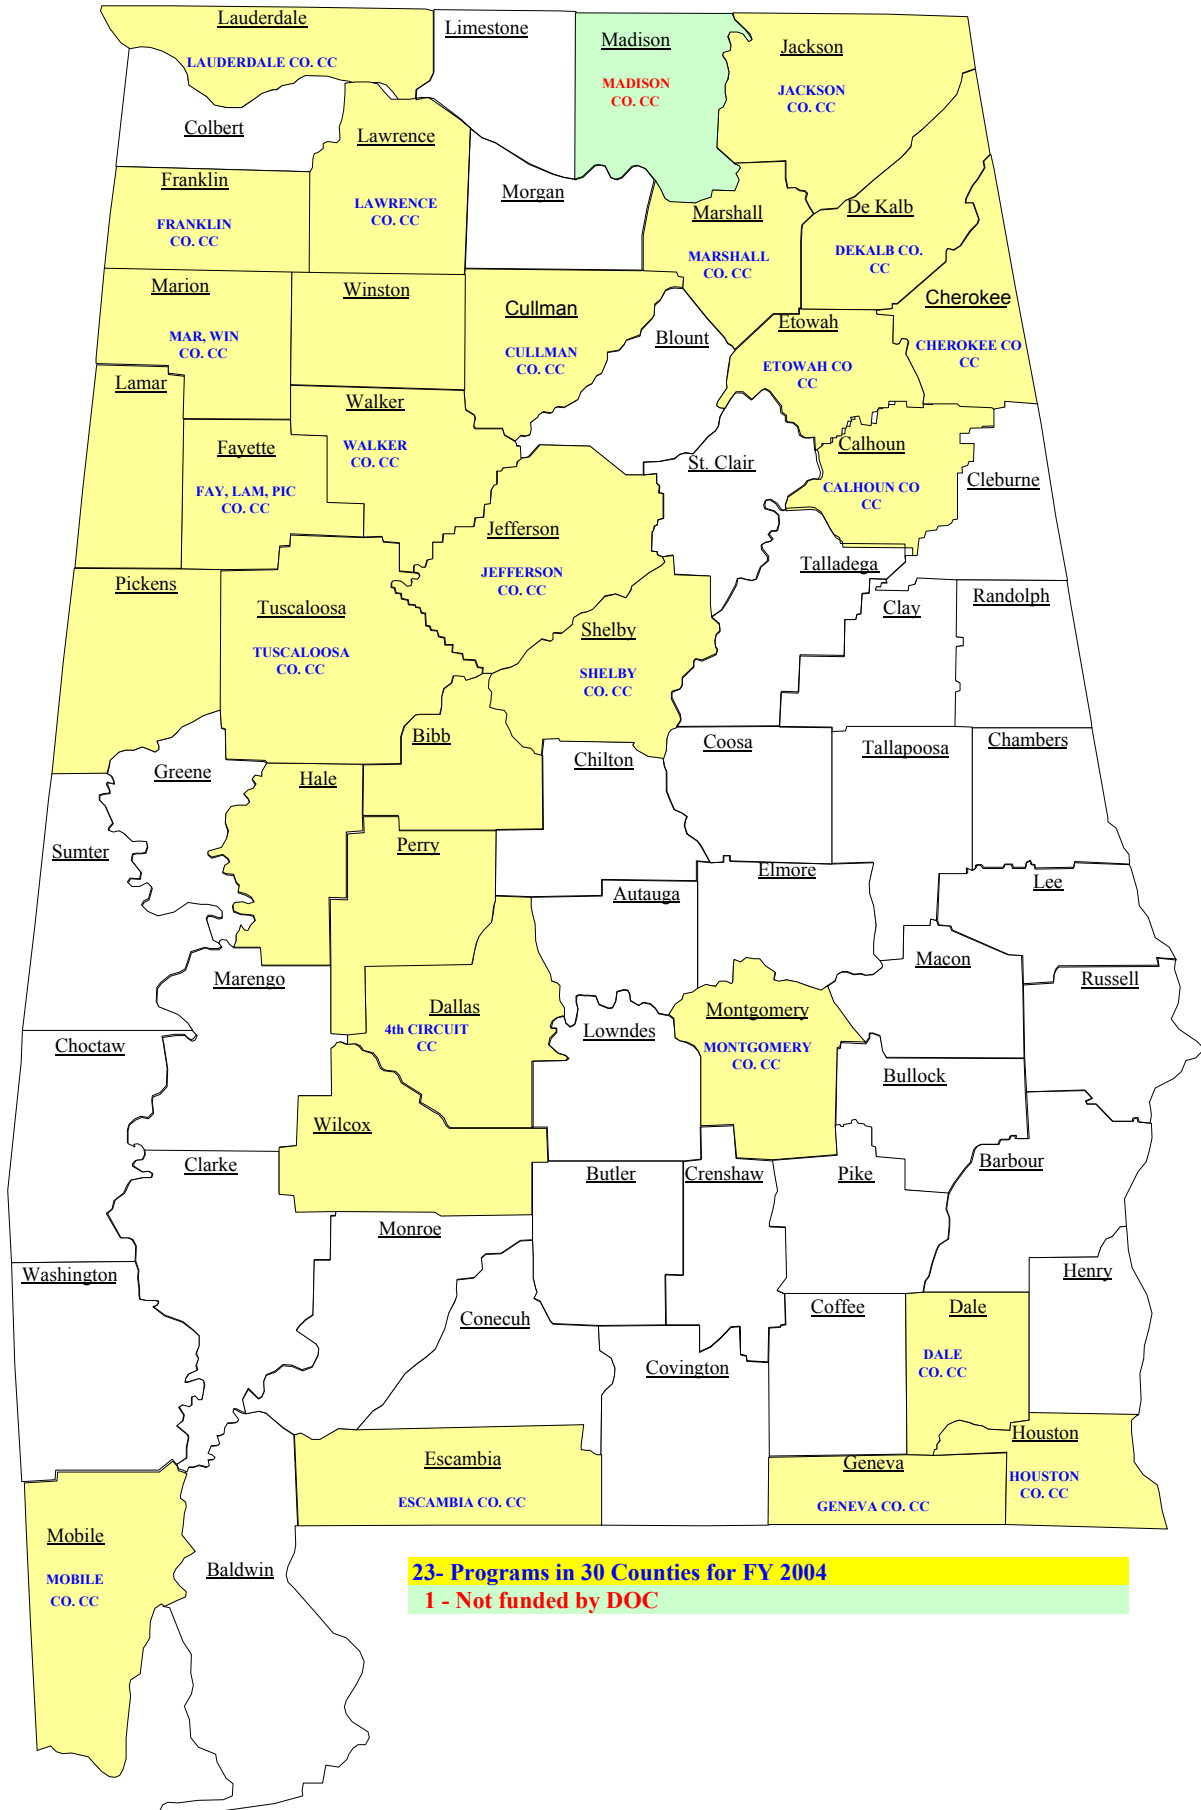 Lauderdale
LAUDERDALE CO. CC
Limestone
Madison
MADISON
CO. CC
Jackson
JACKSON
CO. CC
Colbert
Lawrence
LAWRENCE
CO. CC
Franklin
FRANKLIN
CO. CC
Morgan
Marshall
MARSHALL
CO. CC
De Kalb
DEKALB CO.
CC
Marion
MAR, WIN
CO. CC
Winston
Cullman
CULLMAN
CO. CC
Blount
Etowah
ETOWAH CO
CC
Cherokee
CHEROKEE CO
CC
Lamar
Fayette
FAY, LAM, PIC
CO. CC
Walker
WALKER
CO. CC
St. Clair
Calhoun
CALHOUN CO
CC
Cleburne
Jefferson
JEFFERSON
CO. CC
Talladega
Pickens
Tuscaloosa
TUSCALOOSA
CO. CC
Shelby
SHELBY
CO. CC
Clay
Randolph
Greene
Hale
Bibb
Chilton
Coosa
Tallapoosa
Chambers
Sumter
Perry
Autauga
Elmore
Lee
Marengo
Dallas
4th CIRCUIT
CC
Lowndes
Montgomery
MONTGOMERY
CO. CC
Macon
Russell
Choctaw
Bullock
Wilcox
Clarke
Butler
Crenshaw
Pike
Barbour
Monroe
Washington
Conecuh
Covington
Coffee
Dale
DALE
CO. CC
Henry
Escambia
ESCAMBIA CO. CC
Geneva
GENEVA CO. CC
Houston
HOUSTON
CO. CC
Mobile
MOBILE
CO. CC
Baldwin
23- Programs in 30 Counties for FY 2004
1 - Not funded by DOC